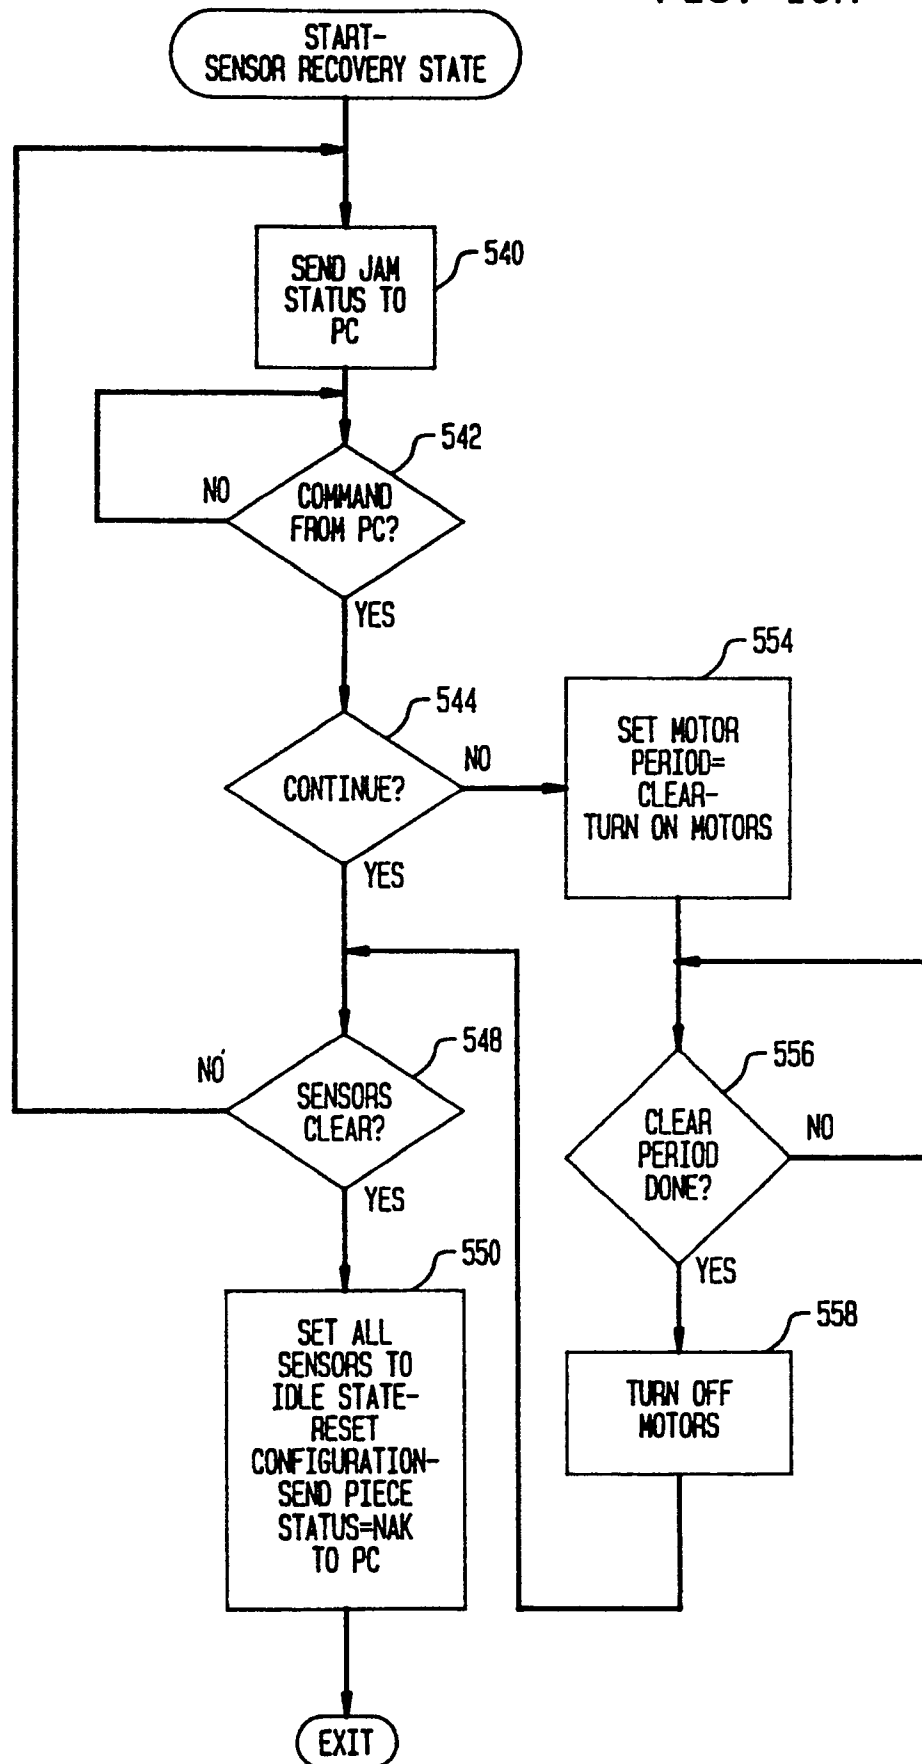 START-
SENSOR RECOVERY STATE
SEND JAM
STATUS TO
PC
540
542
COMMAND
FROM PC?
NO
YES
544
CONTINUE?
NO
YES
554
SET MOTOR
PERIOD=
CLEAR-
TURN ON MOTORS
548
SENSORS
CLEAR?
NO
YES
556
CLEAR
PERIOD
DONE?
NO
YES
550
SET ALL
SENSORS TO
IDLE STATE-
RESET
CONFIGURATION-
SEND PIECE
STATUS=NAK
TO PC
558
TURN OFF
MOTORS
EXIT